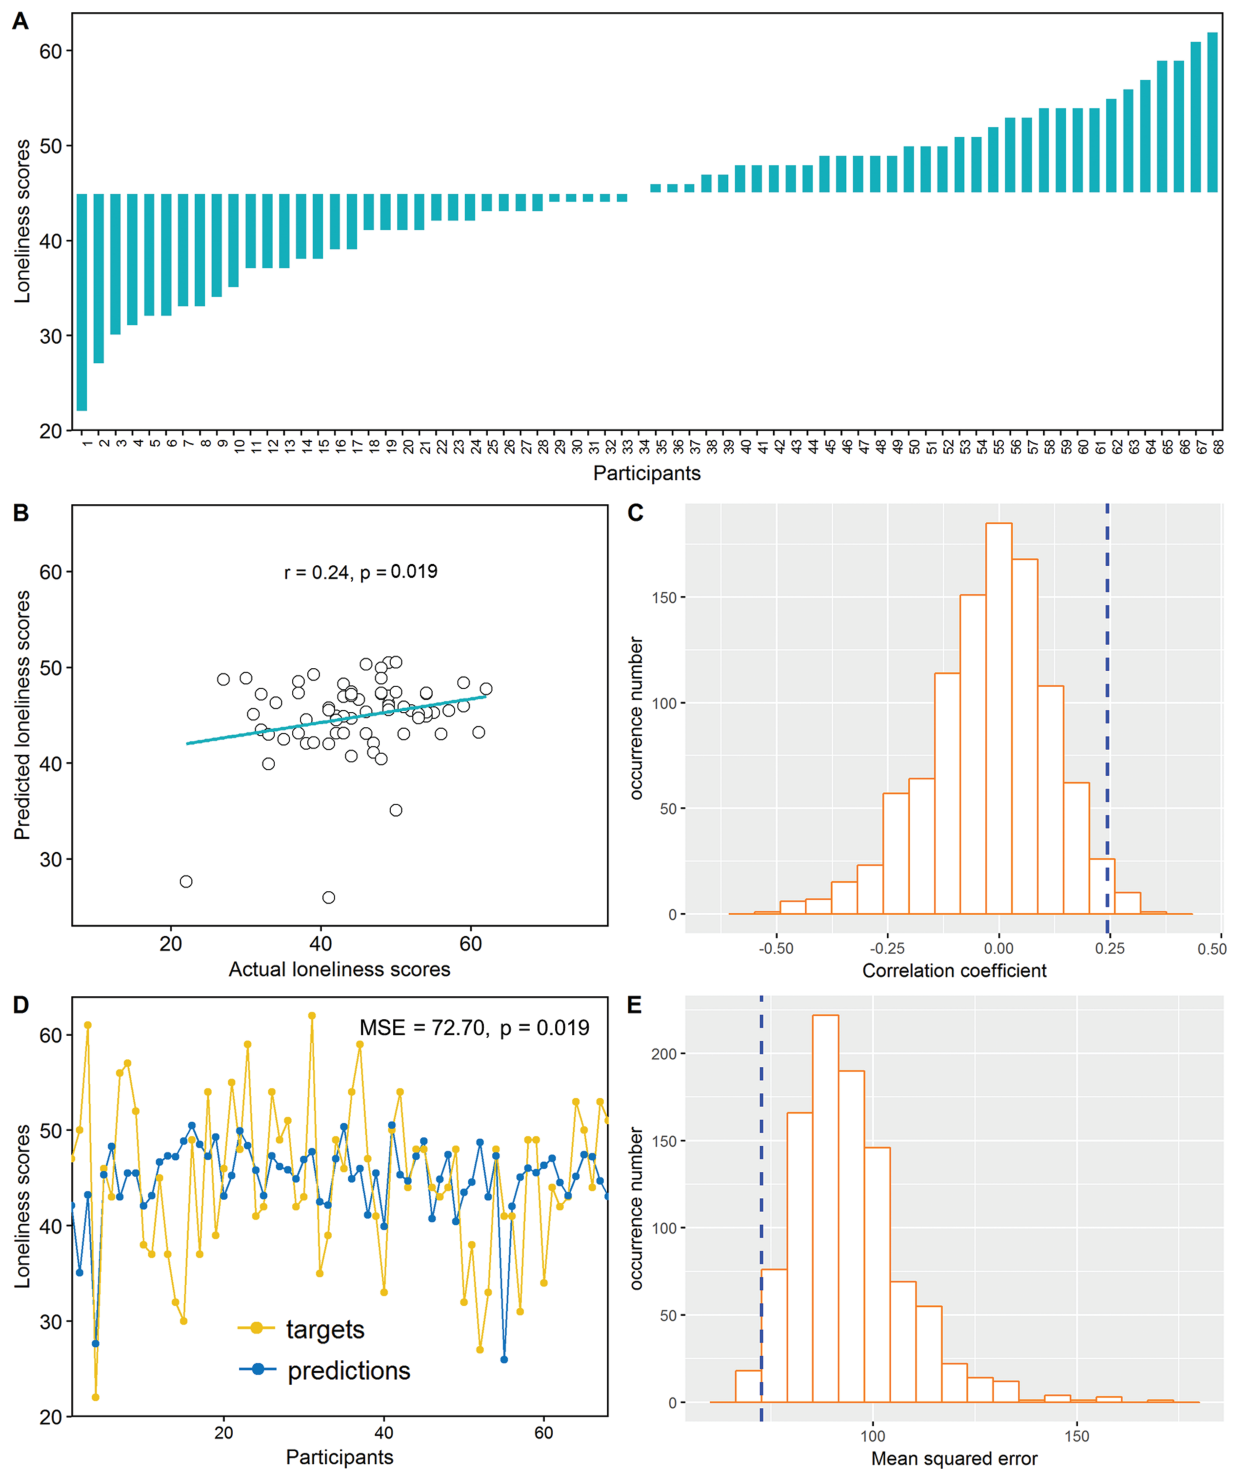 A
Loneliness scores
60
50
40
30
20
1 2 3 4 5 6 7 8 9 10 11 12 13 14 15 16 17 18 19 20 21 22 23 24 25 26 27 28 29 30 31 32 33 34 35 36 37 38 39 40 41 42 43 44 45 46 47 48 49 50 51 52 53 54 55 56 57 58 59 60 61 62 63 64 65 66 67 68
Participants
B
Predicted loneliness scores
60
50
40
30
r = 0.24, p = 0.019
20 40 60
Actual loneliness scores
C
occurrence number
150
100
50
0
-0.50 -0.25 0.00 0.25 0.50
Correlation coefficient
D
Loneliness scores
60
50
40
30
20
MSE = 72.70, p = 0.019
targets
predictions
20 40 60
Participants
E
occurrence number
200
150
100
50
0
100 150
Mean squared error